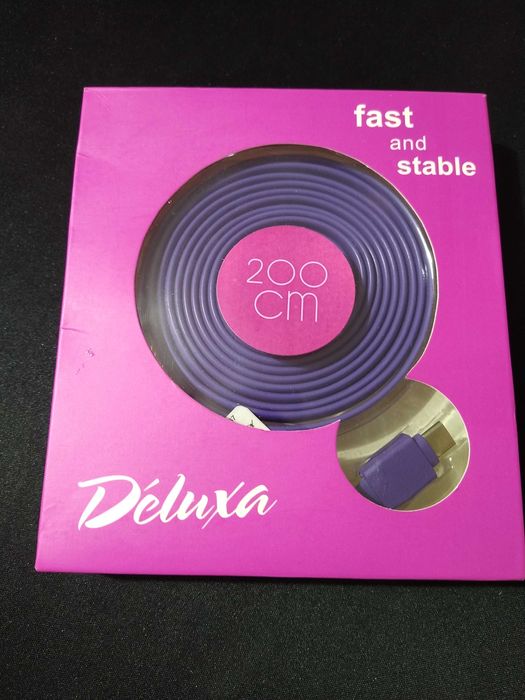 fast
and
stable
200
cm
Déluxa